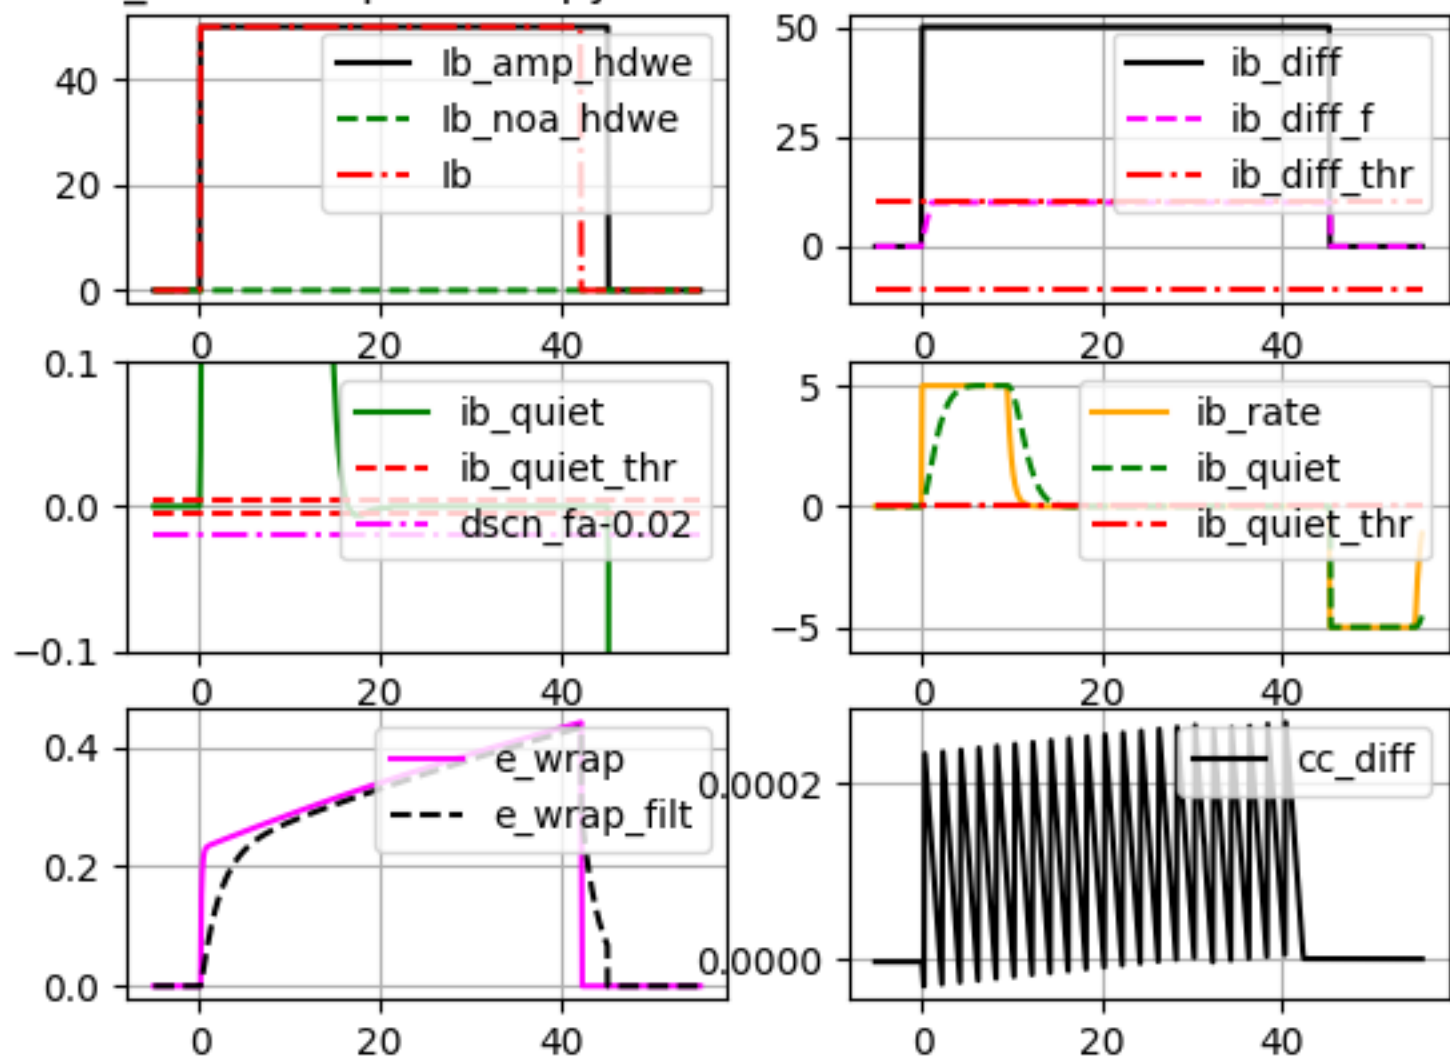 40
20
0
0
20
40
Ib_amp_hdwe
Ib_noa_hdwe
Ib
50
25
0
0
20
40
ib_diff
ib_diff_f
ib_diff_thr
0.1
0.0
−0.1
0
20
40
ib_quiet
ib_quiet_thr
dscn_fa-0.02
5
0
−5
0
20
40
ib_rate
ib_quiet
ib_quiet_thr
0.4
0.2
0.0
0
20
40
e_wrap
e_wrap_filt
0.0002
0.0000
0
20
40
cc_diff